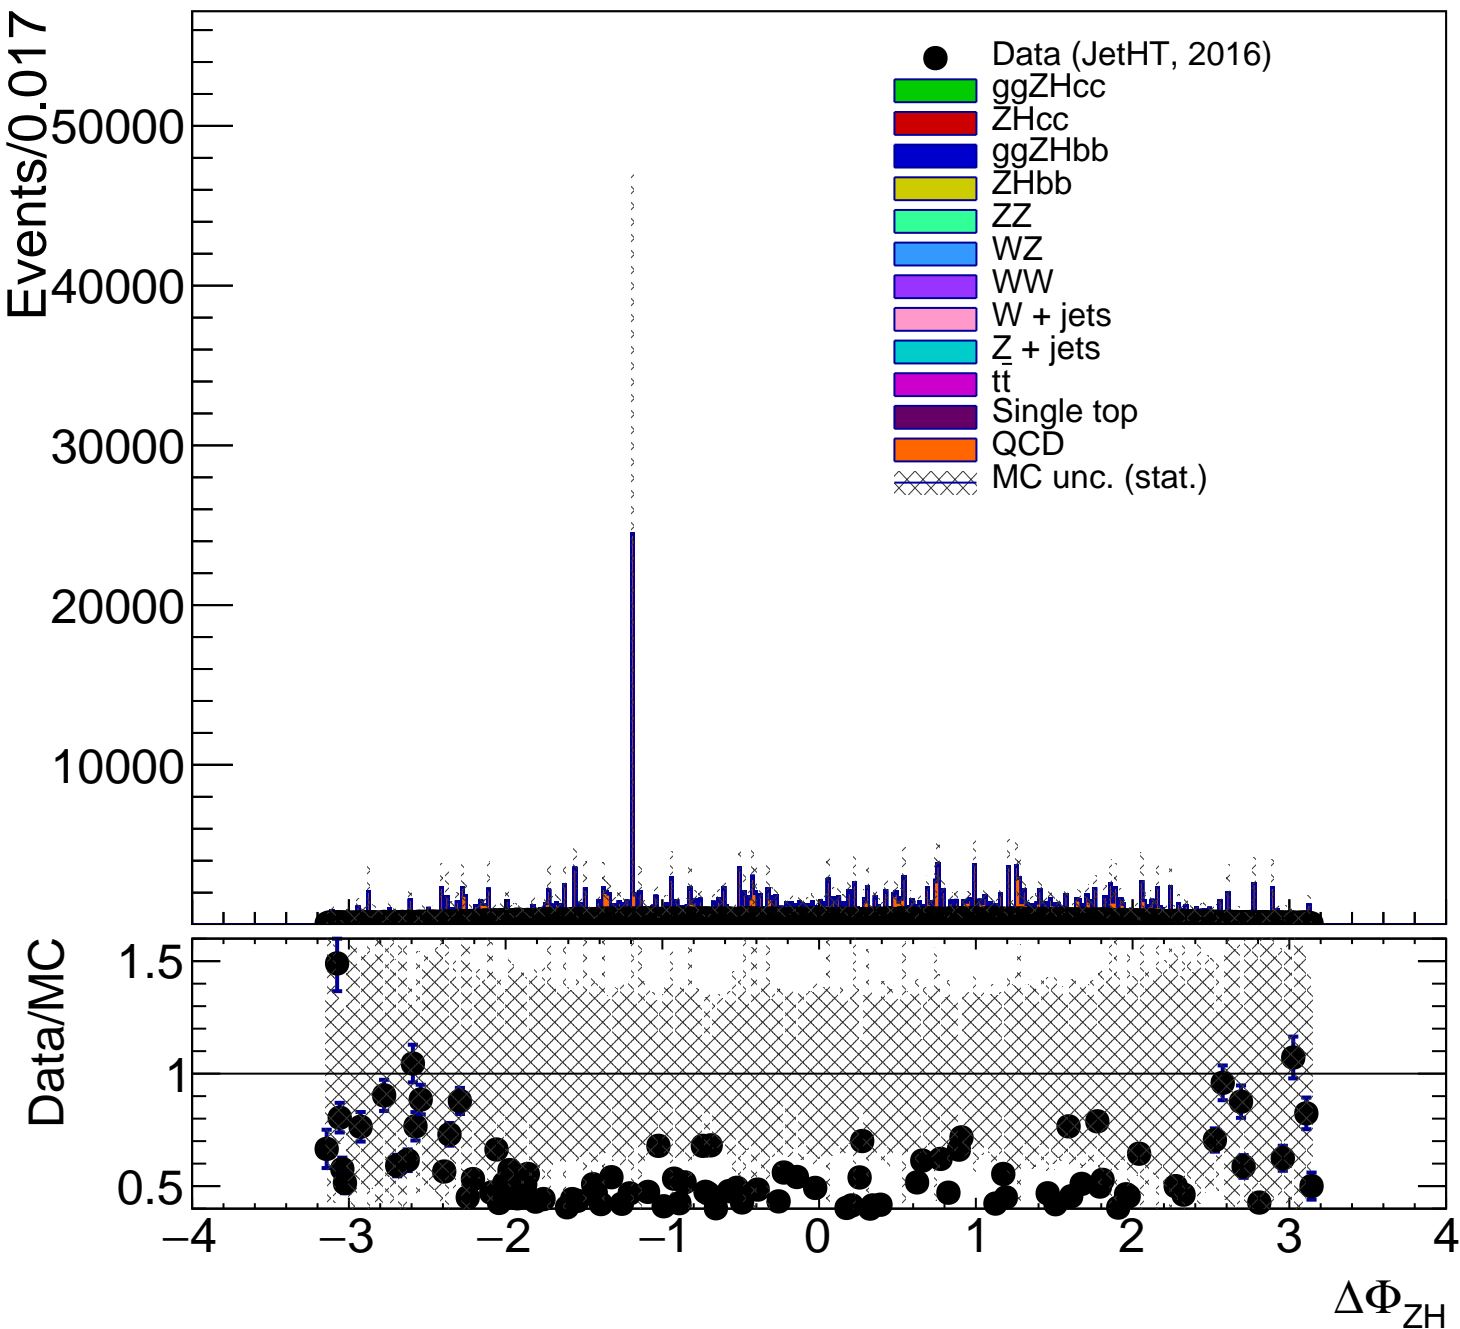 Events/0.017
50000
40000
30000
20000
10000
Data (JetHT, 2016)
ggZHcc
ZHcc
ggZHbb
ZHbb
ZZ
WZ
WW
W + jets
Z + jets
tt̄
Single top
QCD
MC unc. (stat.)
Data/MC
1.5
1
0.5
−4 −3 −2 −1 0 1 2 3 4
ΔΦ_ZH